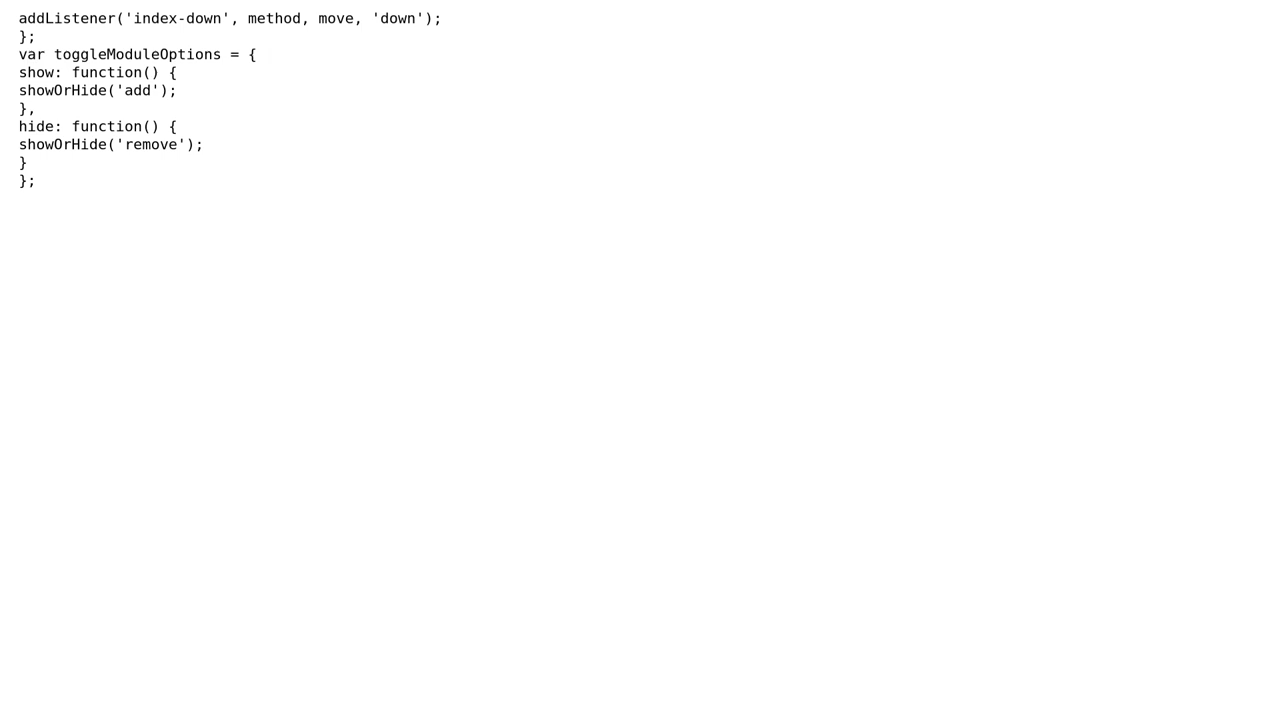 addListener('index-down', method, move, 'down');
};
var toggleModuleOptions = {
show: function() {
showOrHide('add');
},
hide: function() {
showOrHide('remove');
}
};